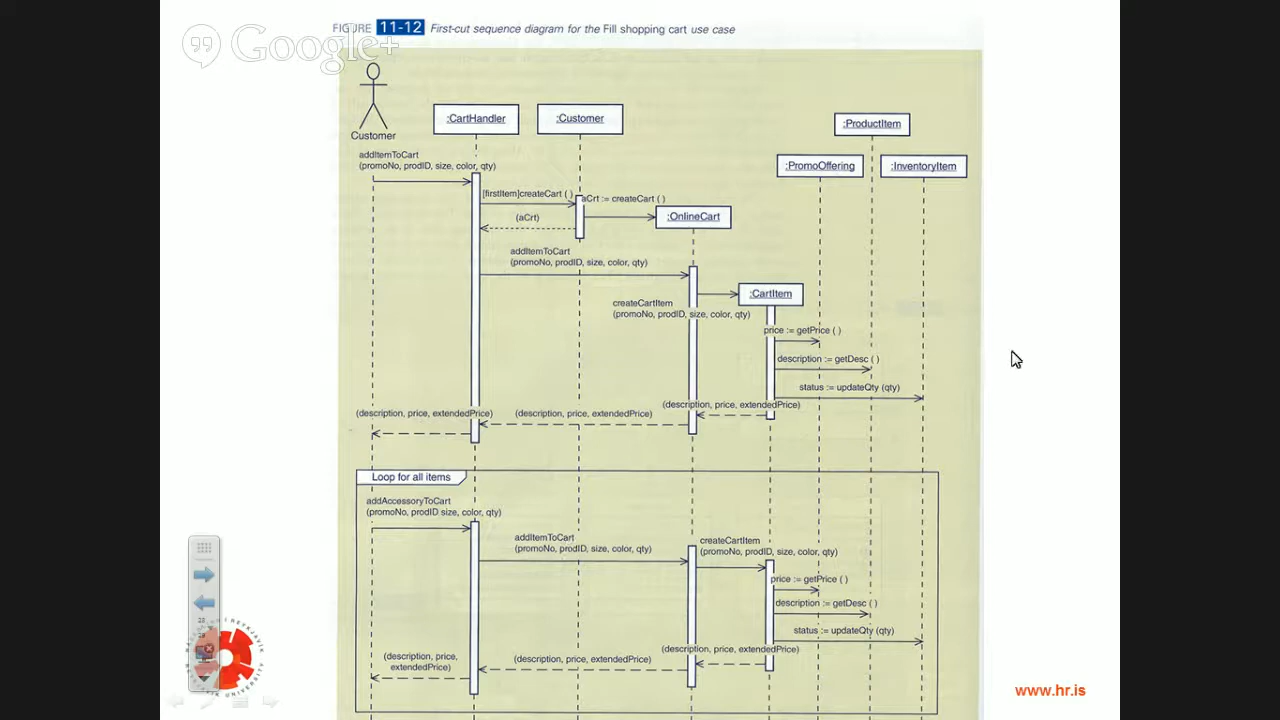 FIGURE 11-12 First-cut sequence diagram for the Fill shopping cart use case
Google+
Customer
:CartHandler
:Customer
:ProductItem
:PromoOffering
:InventoryItem
addItemToCart
(promoNo, prodID, size, color, qty)
[firstItem]createCart ( )
aCrt := createCart ( )
(aCrt)
:OnlineCart
addItemToCart
(promoNo, prodID, size, color, qty)
:CartItem
createCartItem
(promoNo, prodID, size, color, qty)
price := getPrice ( )
description := getDesc ( )
status := updateQty (qty)
(description, price, extendedPrice)
(description, price, extendedPrice)
(description, price, extendedPrice)
Loop for all items
addAccessoryToCart
(promoNo, prodID size, color, qty)
addItemToCart
(promoNo, prodID, size, color, qty)
createCartItem
(promoNo, prodID, size, color, qty)
price := getPrice ( )
description := getDesc ( )
status := updateQty (qty)
(description, price, extendedPrice)
(description, price, extendedPrice)
(description, price,
extendedPrice)
www.hr.is